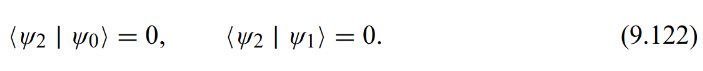 ⟨ψ₂ | ψ₀⟩ = 0, ⟨ψ₂ | ψ₁⟩ = 0. (9.122)